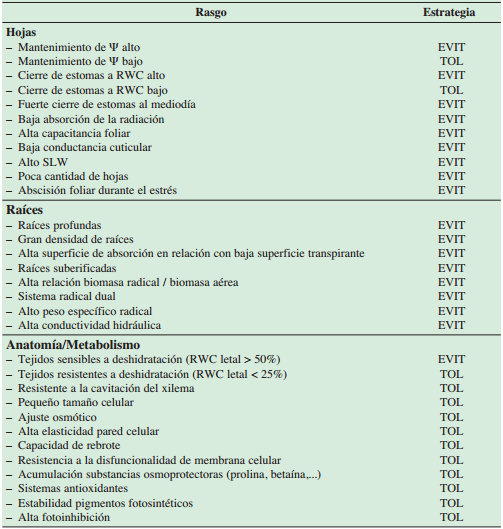 Rasgo Estrategia
Hojas
– Mantenimiento de Ψ alto EVIT
– Mantenimiento de Ψ bajo TOL
– Cierre de estomas a RWC alto EVIT
– Cierre de estomas a RWC bajo TOL
– Fuerte cierre de estomas al mediodía EVIT
– Baja absorción de la radiación EVIT
– Alta capacitancia foliar EVIT
– Baja conductancia cuticular EVIT
– Alto SLW EVIT
– Poca cantidad de hojas EVIT
– Abscisión foliar durante el estrés EVIT
Raíces
– Raíces profundas EVIT
– Gran densidad de raíces EVIT
– Alta superficie de absorción en relación con baja superficie transpirante EVIT
– Raíces suberificadas EVIT
– Alta relación biomasa radical / biomasa aérea EVIT
– Sistema radical dual EVIT
– Alto peso específico radical EVIT
– Alta conductividad hidráulica EVIT
Anatomía/Metabolismo
– Tejidos sensibles a deshidratación (RWC letal > 50%) EVIT
– Tejidos resistentes a deshidratación (RWC letal < 25%) TOL
– Resistente a la cavitación del xilema TOL
– Pequeño tamaño celular TOL
– Ajuste osmótico TOL
– Alta elasticidad pared celular TOL
– Capacidad de rebrote TOL
– Resistencia a la disfuncionalidad de membrana celular TOL
– Acumulación substancias osmoprotectoras (prolina, betaína,...) TOL
– Sistemas antioxidantes TOL
– Estabilidad pigmentos fotosintéticos TOL
– Alta fotoinhibición TOL